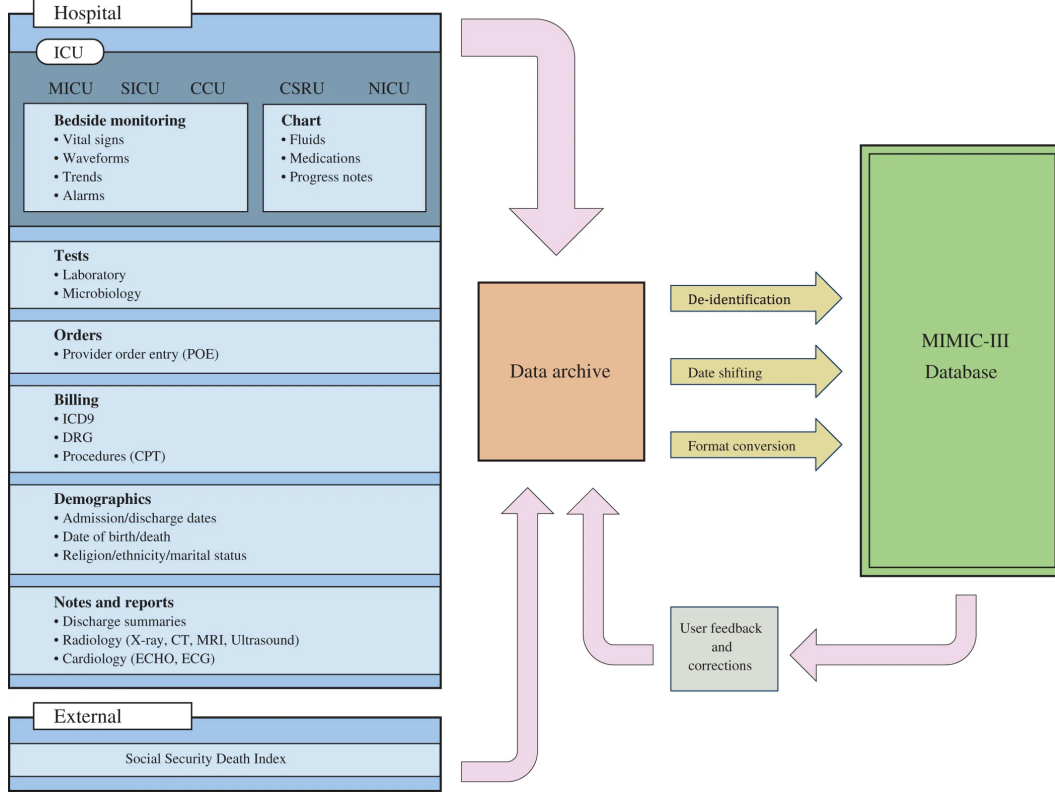 Hospital
ICU
MICU SICU CCU CSRU NICU
Bedside monitoring
• Vital signs
• Waveforms
• Trends
• Alarms
Chart
• Fluids
• Medications
• Progress notes
Tests
• Laboratory
• Microbiology
Orders
• Provider order entry (POE)
Billing
• ICD9
• DRG
• Procedures (CPT)
Demographics
• Admission/discharge dates
• Date of birth/death
• Religion/ethnicity/marital status
Notes and reports
• Discharge summaries
• Radiology (X-ray, CT, MRI, Ultrasound)
• Cardiology (ECHO, ECG)
External
Social Security Death Index
Data archive
De-identification
Date shifting
Format conversion
MIMIC-III
Database
User feedback
and
corrections